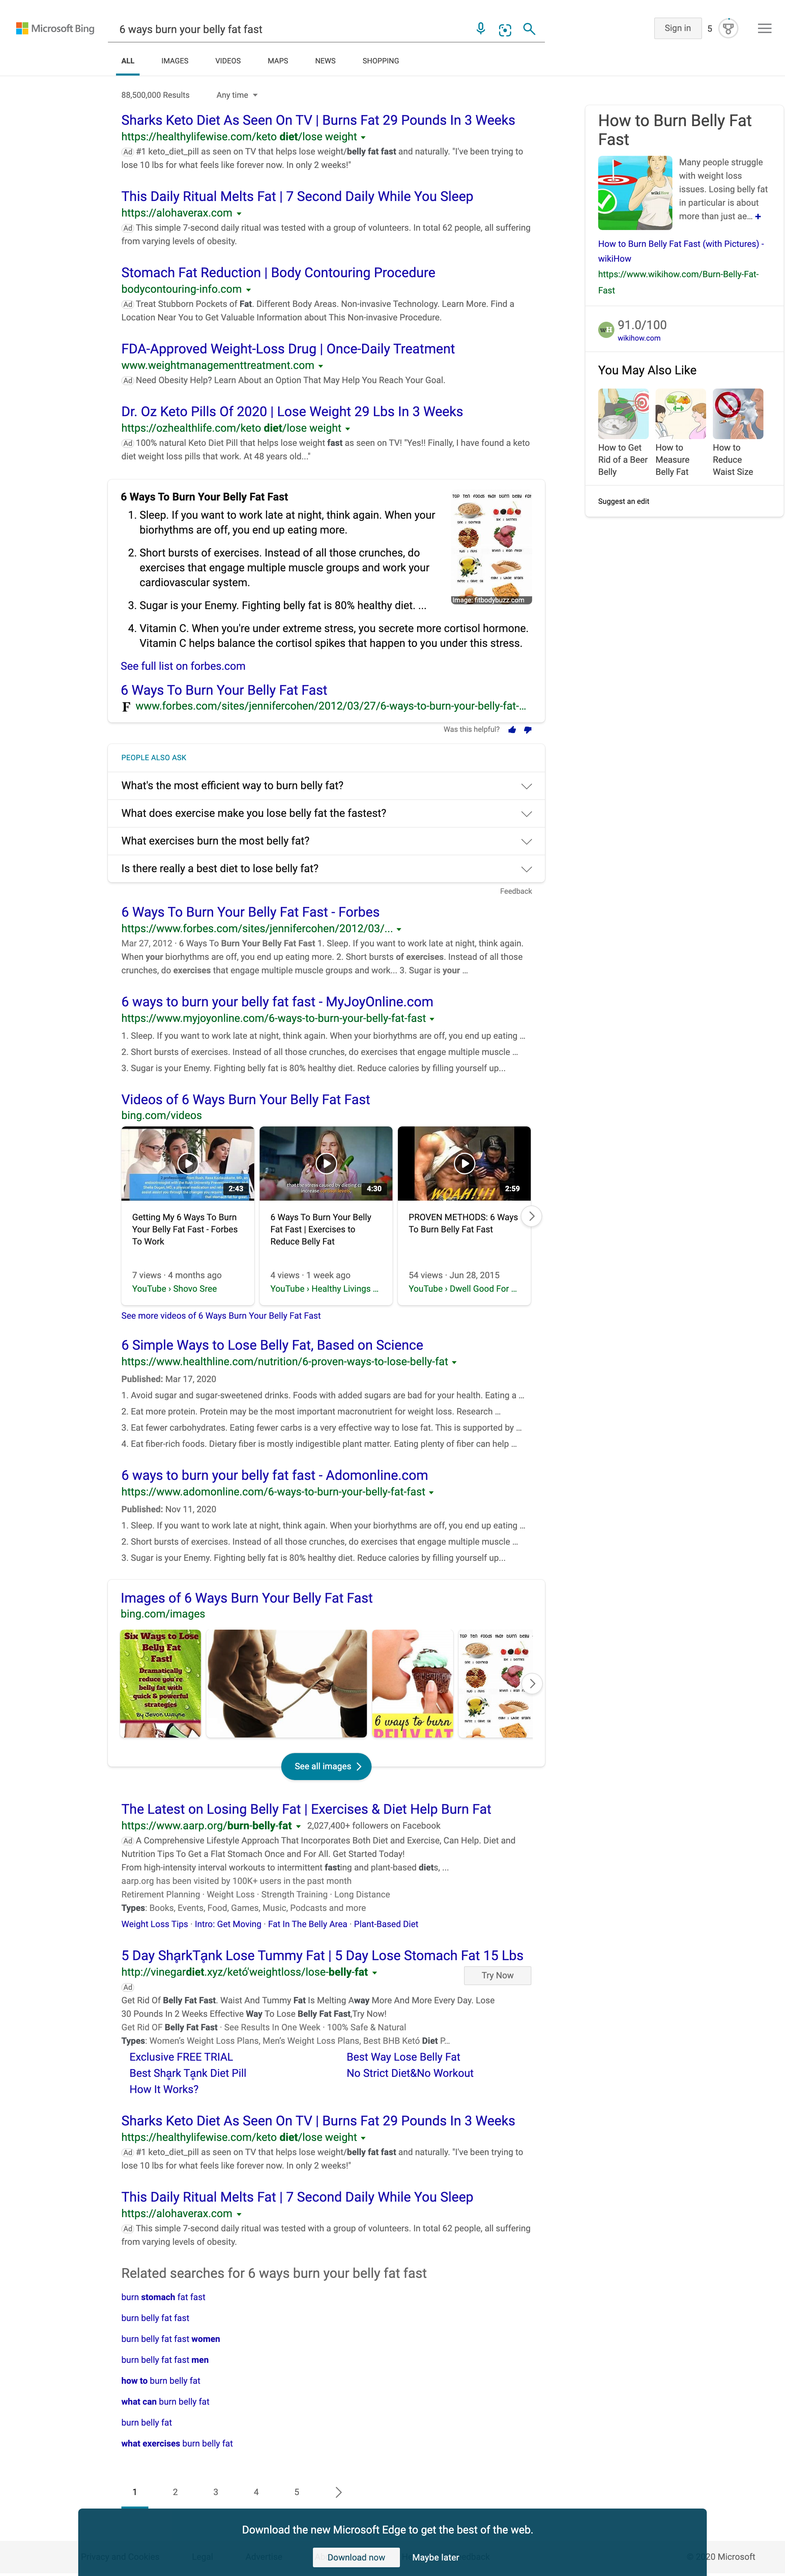 Microsoft Bing
6 ways burn your belly fat fast
Sign in
5
ALL
IMAGES
VIDEOS
MAPS
NEWS
SHOPPING
88,500,000 Results
Any time
Sharks Keto Diet As Seen On TV | Burns Fat 29 Pounds In 3 Weeks
https://healthylifewise.com/keto diet/lose weight
Ad #1 keto_diet_pill as seen on TV that helps lose weight/belly fat fast and naturally. "I've been trying to
lose 10 lbs for what feels like forever now. In only 2 weeks!"
This Daily Ritual Melts Fat | 7 Second Daily While You Sleep
https://alohaverax.com
Ad This simple 7-second daily ritual was tested with a group of volunteers. In total 62 people, all suffering
from varying levels of obesity.
Stomach Fat Reduction | Body Contouring Procedure
bodycontouring-info.com
Ad Treat Stubborn Pockets of Fat. Different Body Areas. Non-invasive Technology. Learn More. Find a
Location Near You to Get Valuable Information about This Non-invasive Procedure.
FDA-Approved Weight-Loss Drug | Once-Daily Treatment
www.weightmanagementtreatment.com
Ad Need Obesity Help? Learn About an Option That May Help You Reach Your Goal.
Dr. Oz Keto Pills Of 2020 | Lose Weight 29 Lbs In 3 Weeks
https://ozhealthlife.com/keto diet/lose weight
Ad 100% natural Keto Diet Pill that helps lose weight fast as seen on TV! "Yes!! Finally, I have found a keto
diet weight loss pills that work. At 48 years old..."
How to Burn Belly Fat
Fast
wikiHow
Many people struggle
with weight loss
issues. Losing belly fat
in particular is about
more than just ae... +
How to Burn Belly Fat Fast (with Pictures) -
wikiHow
https://www.wikihow.com/Burn-Belly-Fat-
Fast
wH
91.0/100
wikihow.com
You May Also Like
How to Get
Rid of a Beer
Belly
How to
Measure
Belly Fat
How to
Reduce
Waist Size
Suggest an edit
6 Ways To Burn Your Belly Fat Fast
1. Sleep. If you want to work late at night, think again. When your
biorhythms are off, you end up eating more.
2. Short bursts of exercises. Instead of all those crunches, do
exercises that engage multiple muscle groups and work your
cardiovascular system.
3. Sugar is your Enemy. Fighting belly fat is 80% healthy diet. ...
4. Vitamin C. When you're under extreme stress, you secrete more cortisol hormone.
Vitamin C helps balance the cortisol spikes that happen to you under this stress.
TOP TEN FOODS THAT BURN BELLY FAT
Image: fitbodybuzz.com
See full list on forbes.com
6 Ways To Burn Your Belly Fat Fast
F www.forbes.com/sites/jennifercohen/2012/03/27/6-ways-to-burn-your-belly-fat-...
Was this helpful?
PEOPLE ALSO ASK
What's the most efficient way to burn belly fat?
What does exercise make you lose belly fat the fastest?
What exercises burn the most belly fat?
Is there really a best diet to lose belly fat?
Feedback
6 Ways To Burn Your Belly Fat Fast - Forbes
https://www.forbes.com/sites/jennifercohen/2012/03/...
Mar 27, 2012 · 6 Ways To Burn Your Belly Fat Fast 1. Sleep. If you want to work late at night, think again.
When your biorhythms are off, you end up eating more. 2. Short bursts of exercises. Instead of all those
crunches, do exercises that engage multiple muscle groups and work... 3. Sugar is your ...
6 ways to burn your belly fat fast - MyJoyOnline.com
https://www.myjoyonline.com/6-ways-to-burn-your-belly-fat-fast
1. Sleep. If you want to work late at night, think again. When your biorhythms are off, you end up eating ...
2. Short bursts of exercises. Instead of all those crunches, do exercises that engage multiple muscle ...
3. Sugar is your Enemy. Fighting belly fat is 80% healthy diet. Reduce calories by filling yourself up...
Videos of 6 Ways Burn Your Belly Fat Fast
bing.com/videos
2:43
Getting My 6 Ways To Burn
Your Belly Fat Fast - Forbes
To Work
7 views · 4 months ago
YouTube › Shovo Sree
4:30
6 Ways To Burn Your Belly
Fat Fast | Exercises to
Reduce Belly Fat
4 views · 1 week ago
YouTube › Healthy Livings ...
WOAH!!!!
2:59
PROVEN METHODS: 6 Ways
To Burn Belly Fat Fast
54 views · Jun 28, 2015
YouTube › Dwell Good For ...
See more videos of 6 Ways Burn Your Belly Fat Fast
6 Simple Ways to Lose Belly Fat, Based on Science
https://www.healthline.com/nutrition/6-proven-ways-to-lose-belly-fat
Published: Mar 17, 2020
1. Avoid sugar and sugar-sweetened drinks. Foods with added sugars are bad for your health. Eating a ...
2. Eat more protein. Protein may be the most important macronutrient for weight loss. Research ...
3. Eat fewer carbohydrates. Eating fewer carbs is a very effective way to lose fat. This is supported by ...
4. Eat fiber-rich foods. Dietary fiber is mostly indigestible plant matter. Eating plenty of fiber can help ...
6 ways to burn your belly fat fast - Adomonline.com
https://www.adomonline.com/6-ways-to-burn-your-belly-fat-fast
Published: Nov 11, 2020
1. Sleep. If you want to work late at night, think again. When your biorhythms are off, you end up eating ...
2. Short bursts of exercises. Instead of all those crunches, do exercises that engage multiple muscle ...
3. Sugar is your Enemy. Fighting belly fat is 80% healthy diet. Reduce calories by filling yourself up...
Images of 6 Ways Burn Your Belly Fat Fast
bing.com/images
Six Ways to Lose
Belly Fat
Fast!
Dramatically
reduce you're
belly fat with
quick & powerful
strategies
By Jevon Wayne
6 ways to burn
BELLY FAT
TOP TEN FOODS THAT BURN BELLY
See all images
The Latest on Losing Belly Fat | Exercises & Diet Help Burn Fat
https://www.aarp.org/burn-belly-fat 2,027,400+ followers on Facebook
Ad A Comprehensive Lifestyle Approach That Incorporates Both Diet and Exercise, Can Help. Diet and
Nutrition Tips To Get a Flat Stomach Once and For All. Get Started Today!
From high-intensity interval workouts to intermittent fasting and plant-based diets, ...
aarp.org has been visited by 100K+ users in the past month
Retirement Planning · Weight Loss · Strength Training · Long Distance
Types: Books, Events, Food, Games, Music, Podcasts and more
Weight Loss Tips · Intro: Get Moving · Fat In The Belly Area · Plant-Based Diet
5 Day ShąrkTąnk Lose Tummy Fat | 5 Day Lose Stomach Fat 15 Lbs
http://vinegardiet.xyz/ketó'weightloss/lose-belly-fat
Try Now
Ad
Get Rid Of Belly Fat Fast. Waist And Tummy Fat Is Melting Away More And More Every Day. Lose
30 Pounds In 2 Weeks Effective Way To Lose Belly Fat Fast,Try Now!
Get Rid OF Belly Fat Fast · See Results In One Week · 100% Safe & Natural
Types: Women's Weight Loss Plans, Men's Weight Loss Plans, Best BHB Ketó Diet P...
Exclusive FREE TRIAL
Best Way Lose Belly Fat
Best Shąrk Tąnk Diet Pill
No Strict Diet&No Workout
How It Works?
Sharks Keto Diet As Seen On TV | Burns Fat 29 Pounds In 3 Weeks
https://healthylifewise.com/keto diet/lose weight
Ad #1 keto_diet_pill as seen on TV that helps lose weight/belly fat fast and naturally. "I've been trying to
lose 10 lbs for what feels like forever now. In only 2 weeks!"
This Daily Ritual Melts Fat | 7 Second Daily While You Sleep
https://alohaverax.com
Ad This simple 7-second daily ritual was tested with a group of volunteers. In total 62 people, all suffering
from varying levels of obesity.
Related searches for 6 ways burn your belly fat fast
burn stomach fat fast
burn belly fat fast
burn belly fat fast women
burn belly fat fast men
how to burn belly fat
what can burn belly fat
burn belly fat
what exercises burn belly fat
1
2
3
4
5
Download the new Microsoft Edge to get the best of the web.
Download now
Maybe later
20 Microsoft